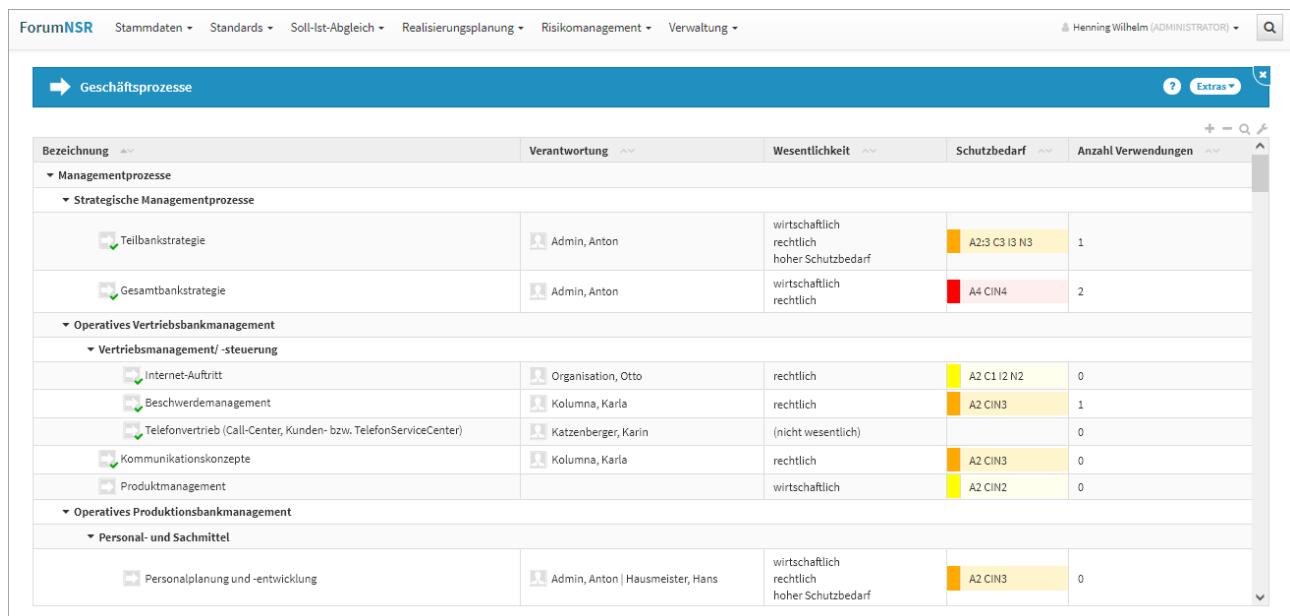 ForumNSR Stammdaten Standards Soll-Ist-Abgleich Realisierungsplanung Risikomanagement Verwaltung Henning Wilhelm (ADMINISTRATOR)
Geschäftsprozesse ? Extras
Bezeichnung Verantwortung Wesentlichkeit Schutzbedarf Anzahl Verwendungen
Managementprozesse
Strategische Managementprozesse
Teilbankstrategie Admin, Anton wirtschaftlich A2:3 C3 I3 N3 1
rechtlich
hoher Schutzbedarf
Gesamtbankstrategie Admin, Anton wirtschaftlich A4 CIN4 2
rechtlich
Operatives Vertriebsbankmanagement
Vertriebsmanagement/ -steuerung
Internet-Auftritt Organisation, Otto rechtlich A2 C1 I2 N2 0
Beschwerdemanagement Kolumna, Karla rechtlich A2 CIN3 1
Telefonvertrieb (Call-Center, Kunden- bzw. TelefonServiceCenter) Katzenberger, Karin (nicht wesentlich) 0
Kommunikationskonzepte Kolumna, Karla rechtlich A2 CIN3 0
Produktmanagement wirtschaftlich A2 CIN2 0
Operatives Produktionsbankmanagement
Personal- und Sachmittel
Personalplanung und -entwicklung Admin, Anton | Hausmeister, Hans wirtschaftlich A2 CIN3 0
rechtlich
hoher Schutzbedarf